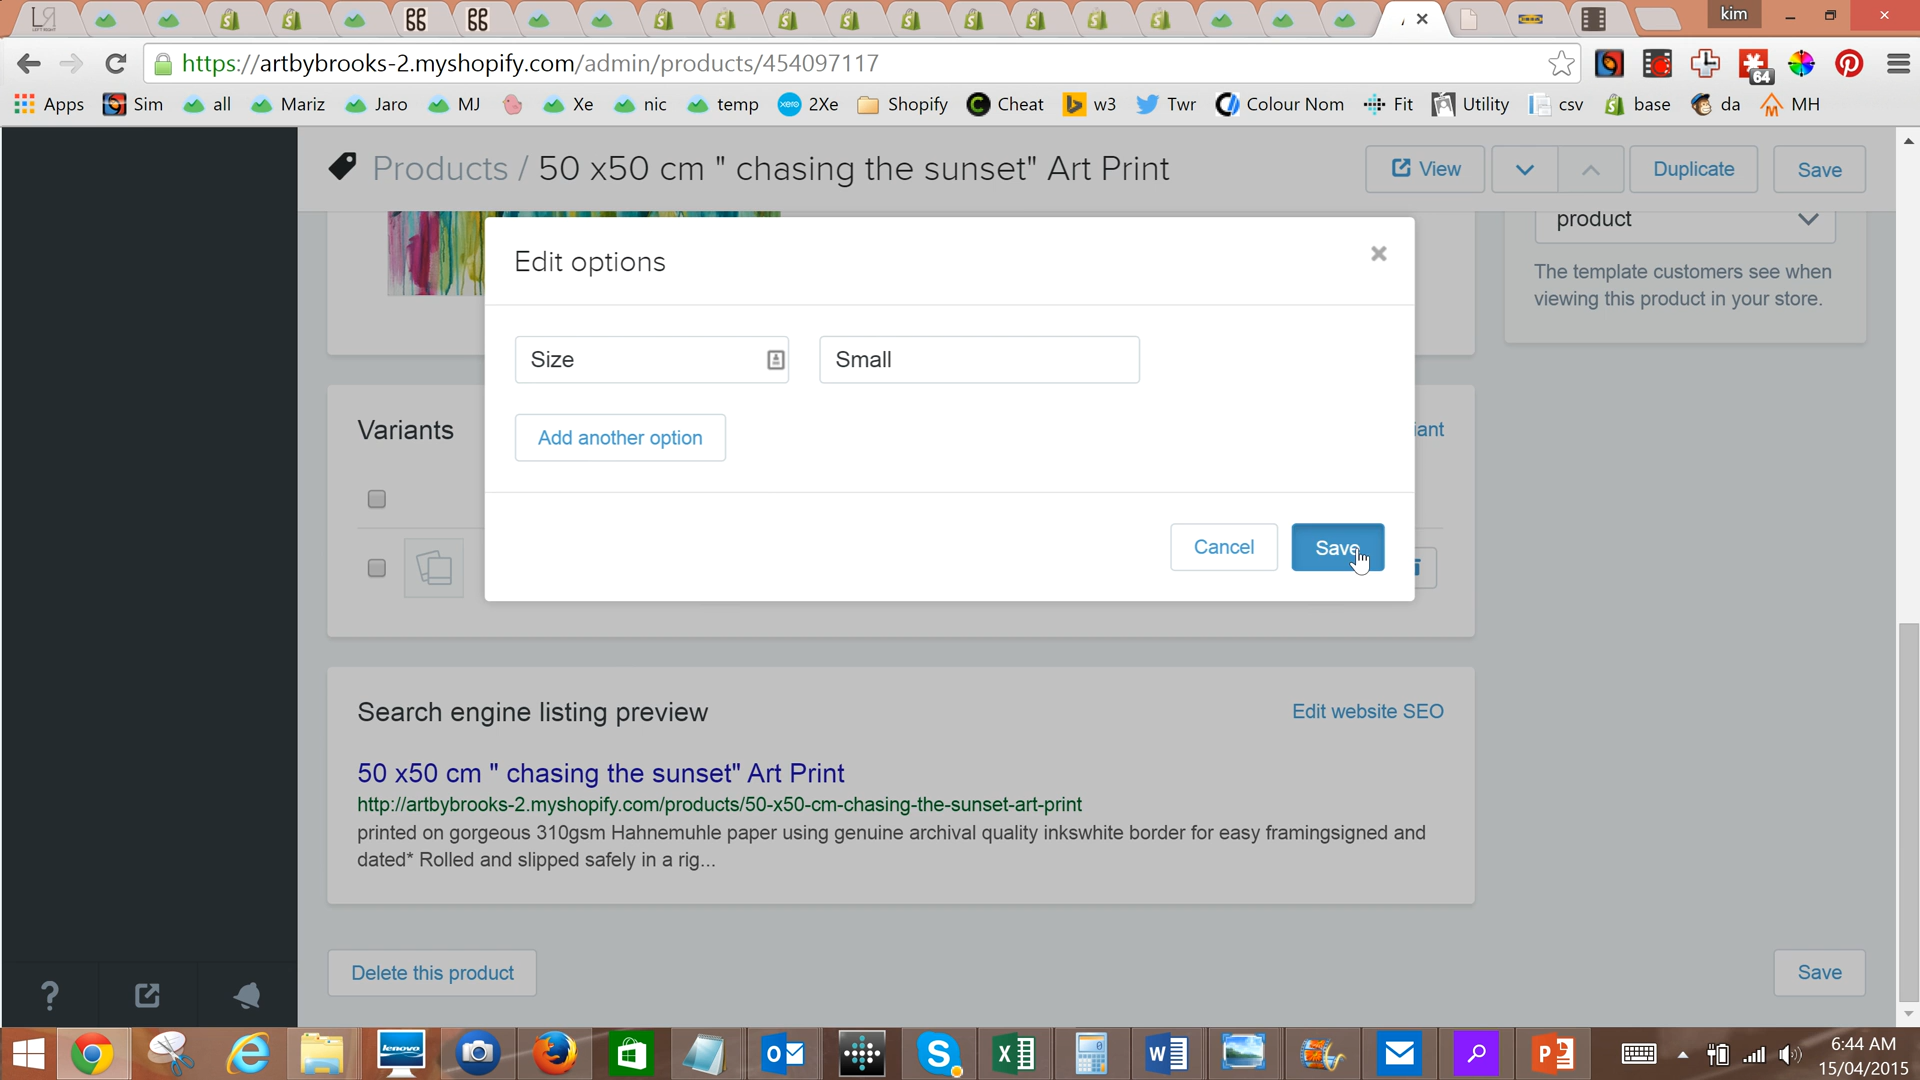 kim
https://artbybrooks-2.myshopify.com/admin/products/454097117
64
Apps Sim all Mariz Jaro MJ Xe nic temp 2Xe Shopify Cheat w3 Twr Colour Nom Fit Utility csv base da MH
Products / 50 x50 cm " chasing the sunset" Art Print
View
Duplicate
Save
product
The template customers see when
viewing this product in your store.
Edit options
Size
Small
Add another option
Variants
iant
Cancel
Save
Search engine listing preview
Edit website SEO
50 x50 cm " chasing the sunset" Art Print
http://artbybrooks-2.myshopify.com/products/50-x50-cm-chasing-the-sunset-art-print
printed on gorgeous 310gsm Hahnemuhle paper using genuine archival quality inkswhite border for easy framingsigned and
dated* Rolled and slipped safely in a rig...
Delete this product
Save
lenovo
6:44 AM
15/04/2015